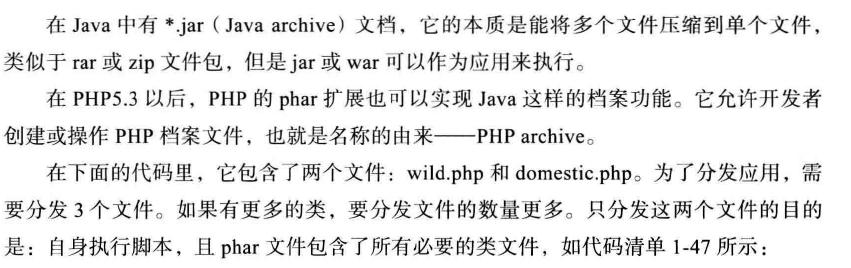 在 Java 中有 *.jar（Java archive）文档，它的本质是能将多个文件压缩到单个文件，
类似于 rar 或 zip 文件包，但是 jar 或 war 可以作为应用来执行。
在 PHP5.3 以后，PHP 的 phar 扩展也可以实现 Java 这样的档案功能。它允许开发者
创建或操作 PHP 档案文件，也就是名称的由来——PHP archive。
在下面的代码里，它包含了两个文件：wild.php 和 domestic.php。为了分发应用，需
要分发 3 个文件。如果有更多的类，要分发文件的数量更多。只分发这两个文件的目的
是：自身执行脚本，且 phar 文件包含了所有必要的类文件，如代码清单 1-47 所示：